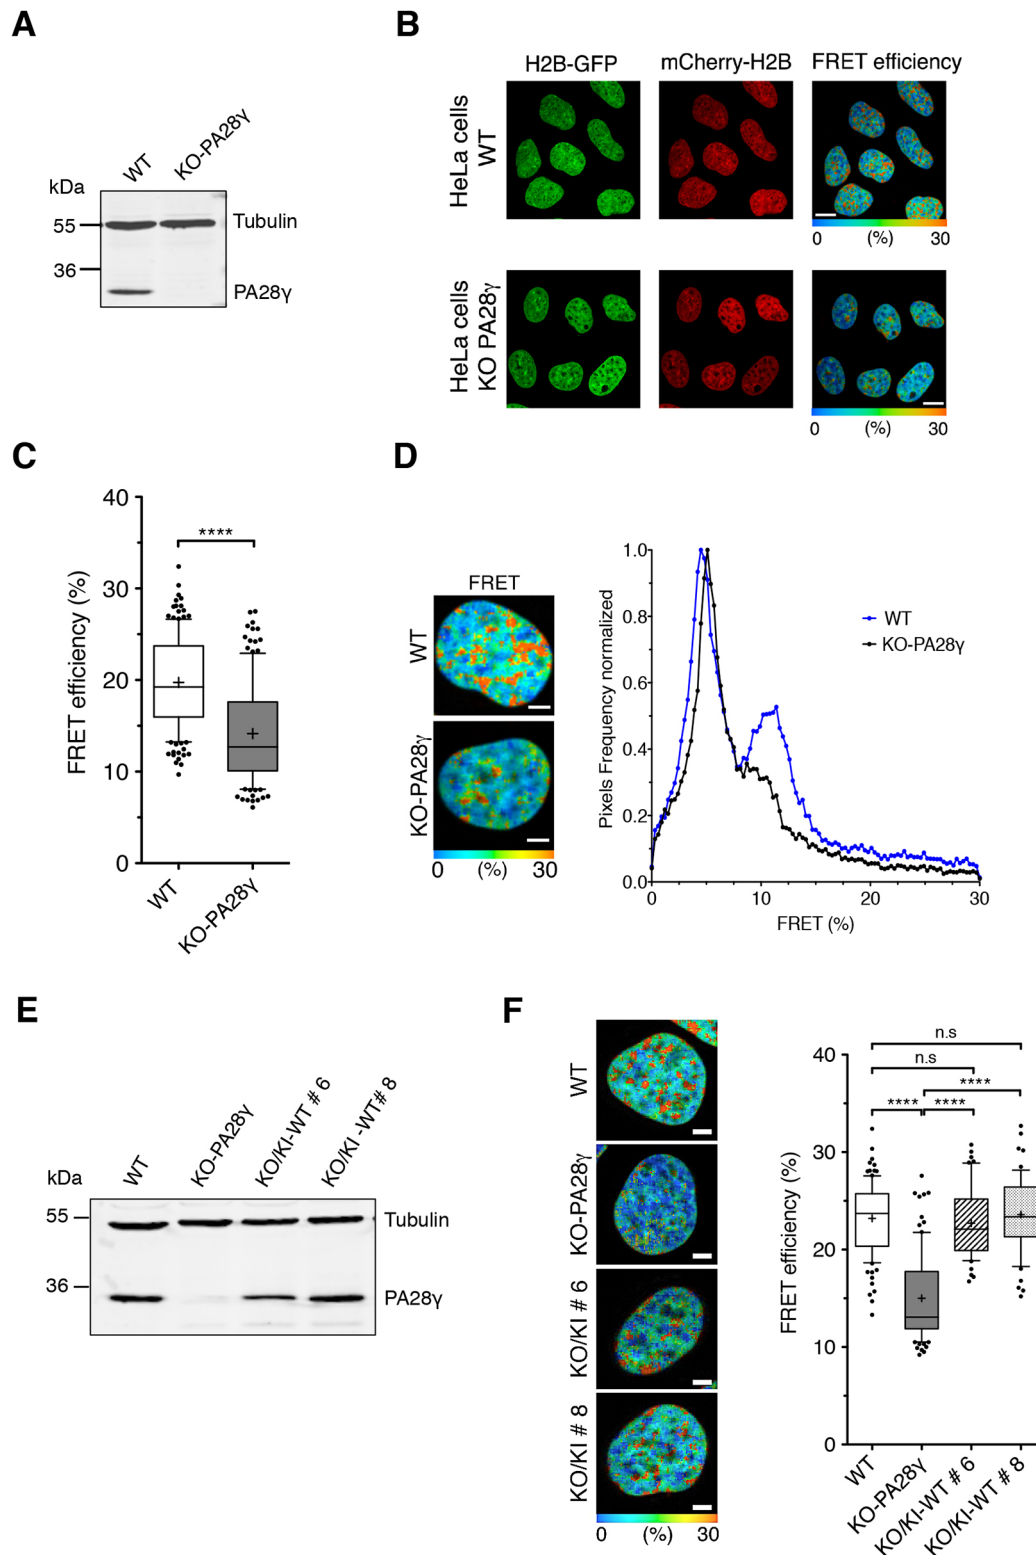 A
WT
KO-PA28γ
kDa
55
36
Tubulin
PA28γ
B
H2B-GFP
mCherry-H2B
FRET efficiency
HeLa cells
WT
0
(%)
30
HeLa cells
KO PA28γ
0
(%)
30
C
40
30
20
10
0
FRET efficiency (%)
****
WT
KO-PA28γ
D
FRET
WT
KO-PA28γ
0
(%)
30
1.0
0.8
0.6
0.4
0.2
0.0
Pixels Frequency normalized
WT
KO-PA28γ
0
10
20
30
FRET (%)
E
WT
KO-PA28γ
KO/KI-WT # 6
KO/KI -WT# 8
kDa
55
36
Tubulin
PA28γ
F
WT
KO-PA28γ
KO/KI # 6
KO/KI # 8
0
(%)
30
n.s
n.s
****
**** ****
40
30
20
10
0
FRET efficiency (%)
WT
KO-PA28γ
KO/KI-WT # 6
KO/KI-WT # 8